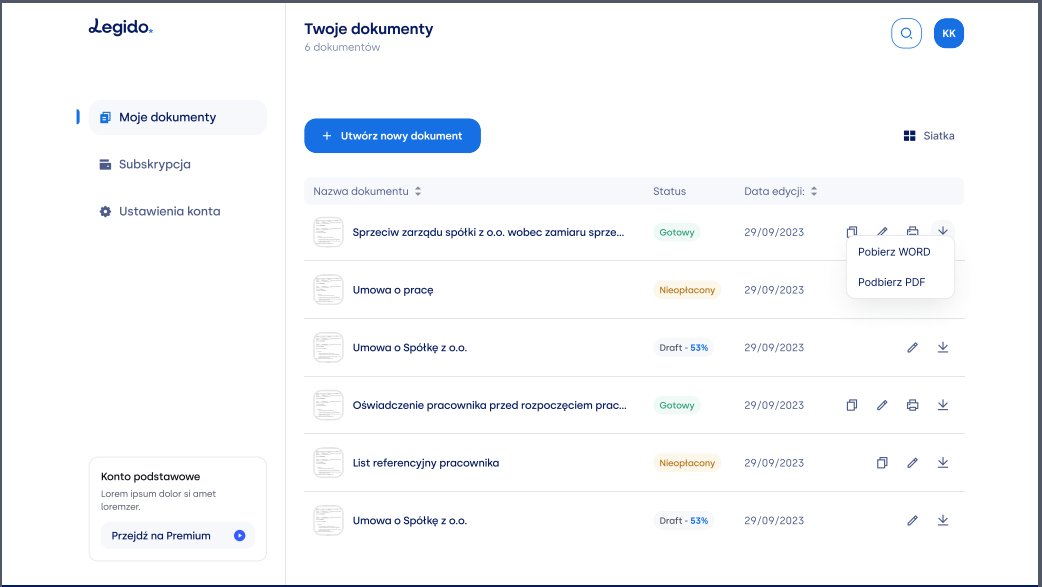 Legido.
Twoje dokumenty
6 dokumentów
KK
Moje dokumenty
Subskrypcja
Ustawienia konta
Konto podstawowe
Lorem ipsum dolor si amet
loremzer.
Przejdź na Premium
+ Utwórz nowy dokument
Siatka
Nazwa dokumentu Status Data edycji:
Sprzeciw zarządu spółki z o.o. wobec zamiaru sprze... Gotowy 29/09/2023
Pobierz WORD
Podbierz PDF
Umowa o pracę Nieopłacony 29/09/2023
Umowa o Spółkę z o.o. Draft - 53% 29/09/2023
Oświadczenie pracownika przed rozpoczęciem prac... Gotowy 29/09/2023
List referencyjny pracownika Nieopłacony 29/09/2023
Umowa o Spółkę z o.o. Draft - 53% 29/09/2023